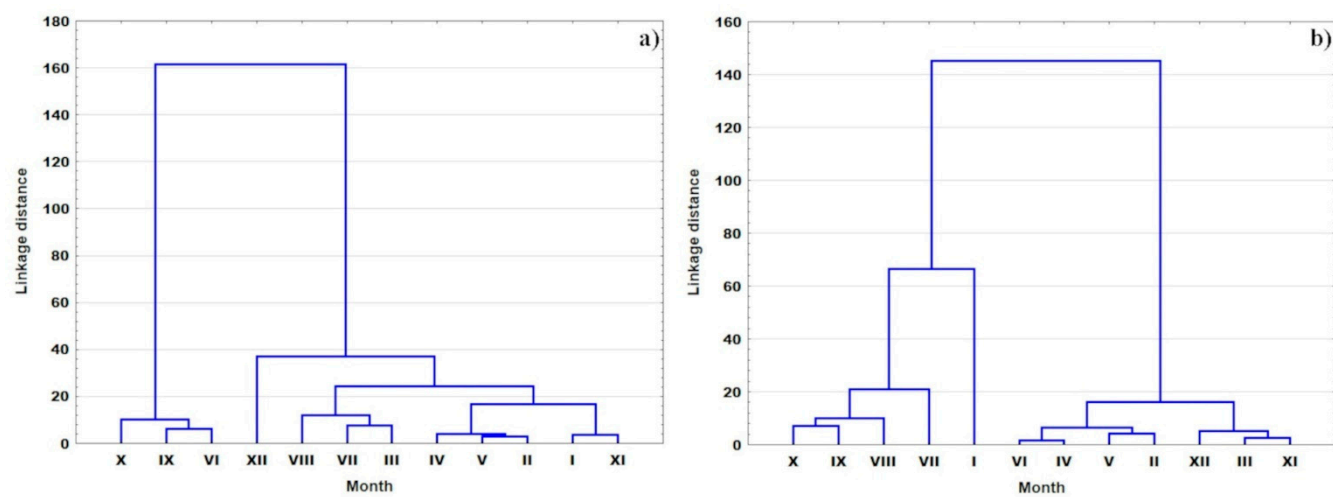 a)
180
160
140
120
100
80
60
40
20
0
Linkage distance
X IX VI XII VIII VII III IV V II I XI
Month
b)
160
140
120
100
80
60
40
20
0
Linkage distance
X IX VIII VII I VI IV V II XII III XI
Month